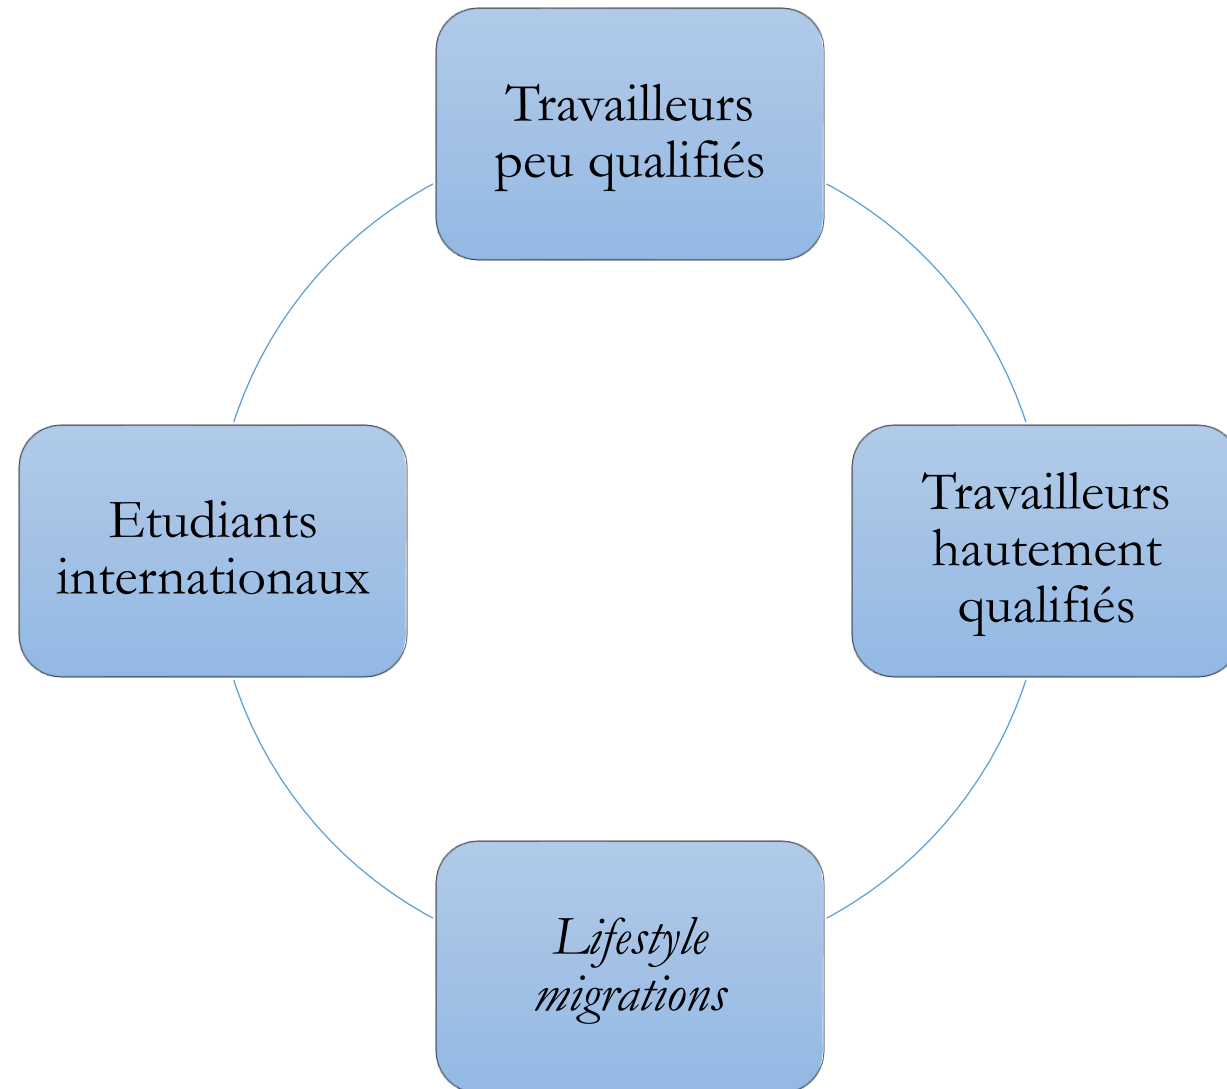 Travailleurs
peu qualifiés
Etudiants
internationaux
Travailleurs
hautement
qualifiés
Lifestyle
migrations